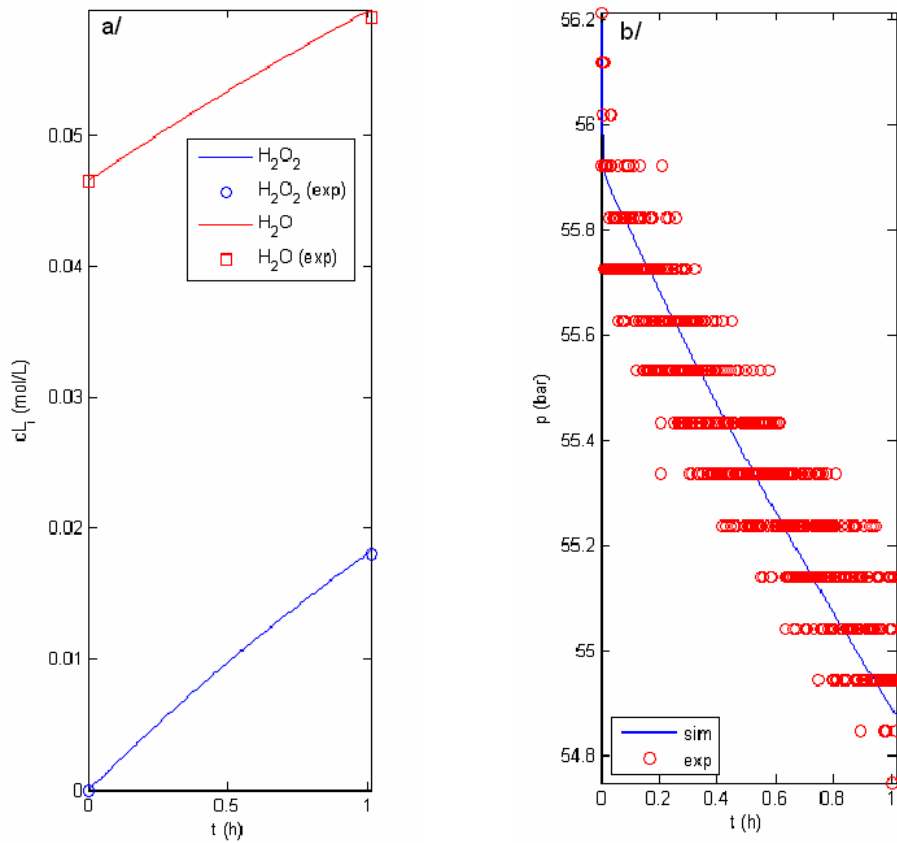 a/
0.05
0.04
0.03
0.02
0.01
0
cLi (mol/L)
H2O2
H2O2 (exp)
H2O
H2O (exp)
0
0.5
1
t (h)
b/
56.2
56
55.8
55.6
55.4
55.2
55
54.8
p (bar)
sim
exp
0
0.2
0.4
0.6
0.8
1
t (h)